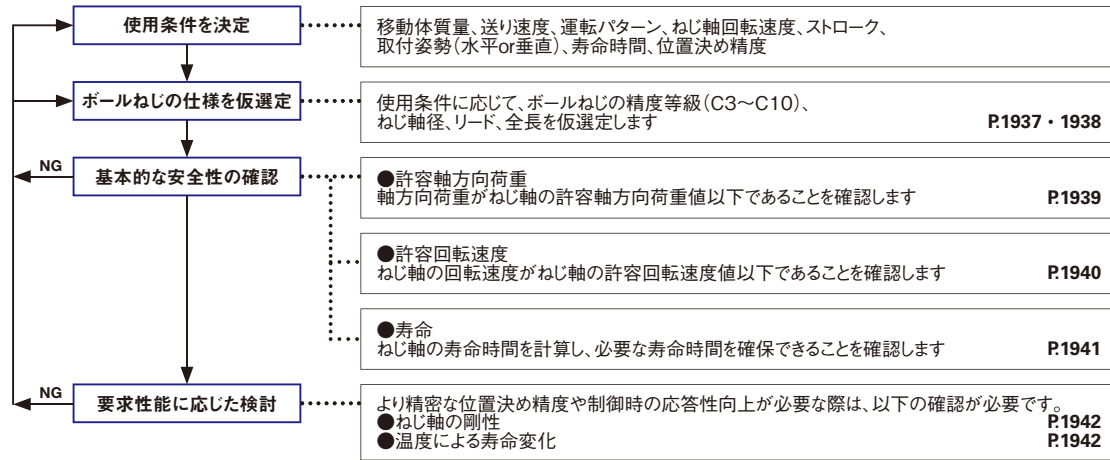 使用条件を決定
移動体質量、送り速度、運転パターン、ねじ軸回転速度、ストローク、
取付姿勢(水平or垂直)、寿命時間、位置決め精度
ボールねじの仕様を仮選定
使用条件に応じて、ボールねじの精度等級(C3～C10)、
ねじ軸径、リード、全長を仮選定します P.1937・1938
NG
基本的な安全性の確認
●許容軸方向荷重
軸方向荷重がねじ軸の許容軸方向荷重値以下であることを確認します P.1939
●許容回転速度
ねじ軸の回転速度がねじ軸の許容回転速度値以下であることを確認します P.1940
●寿命
ねじ軸の寿命時間を計算し、必要な寿命時間を確保できることを確認します P.1941
NG
要求性能に応じた検討
より精密な位置決め精度や制御時の応答性向上が必要な際は、以下の確認が必要です。
●ねじ軸の剛性 P.1942
●温度による寿命変化 P.1942